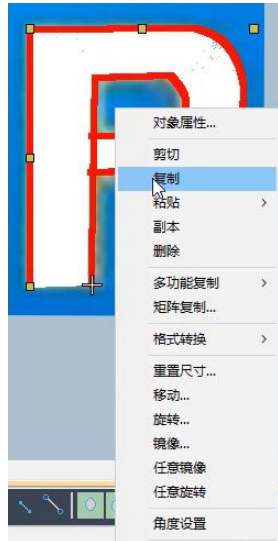 对象属性...
剪切
复制
粘贴
副本
删除
多功能复制
矩阵复制...
格式转换
重置尺寸...
移动...
旋转...
镜像...
任意镜像
任意旋转
角度设置